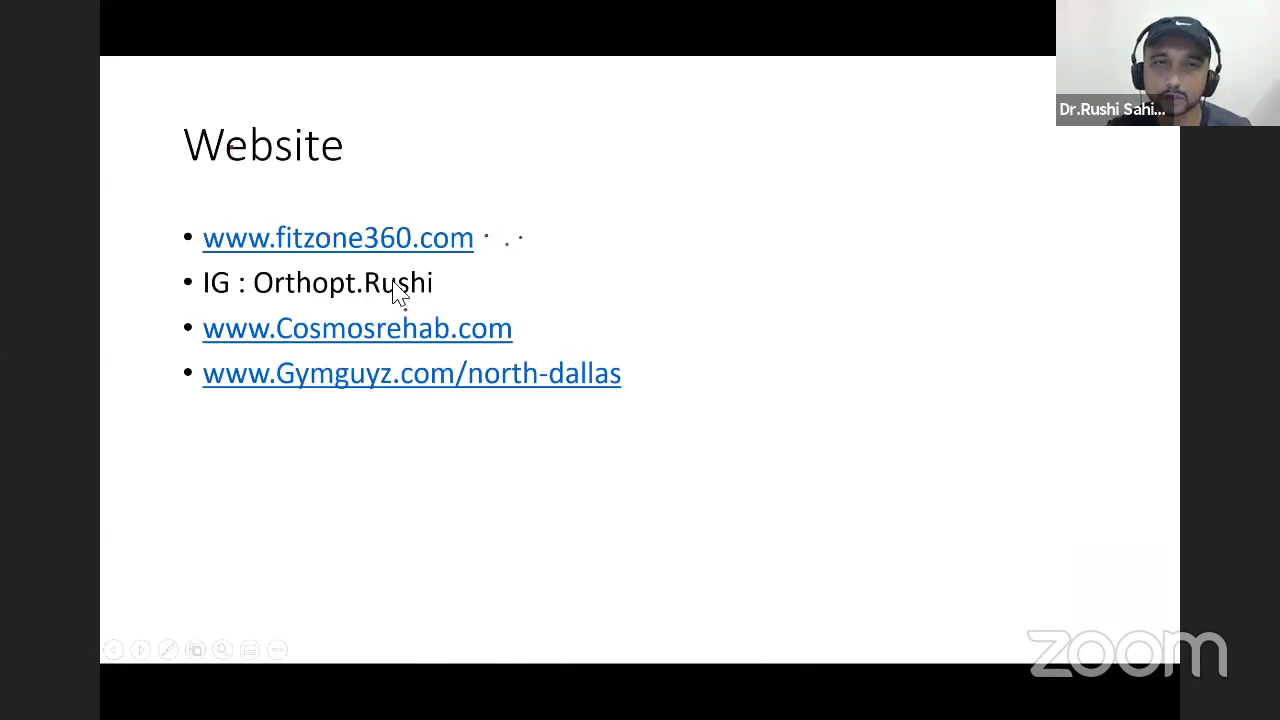 Dr.Rushi Sahi...
Website
• www.fitzone360.com
• IG : Orthopt.Rushi
• www.Cosmosrehab.com
• www.Gymguyz.com/north-dallas
zoom